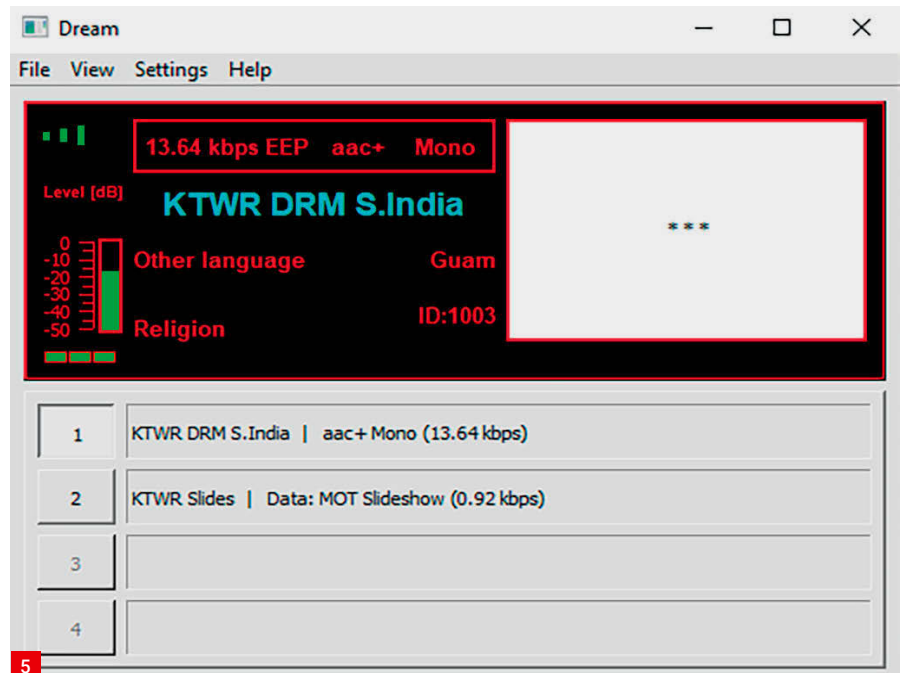 Dream
File View Settings Help
13.64 kbps EEP aac+ Mono
Level [dB]
KTWR DRM S.India
***
0
-10
-20
-30
-40
-50
Other language Guam
Religion ID:1003
1 KTWR DRM S.India | aac+ Mono (13.64 kbps)
2 KTWR Slides | Data: MOT Slideshow (0.92 kbps)
3
4
5